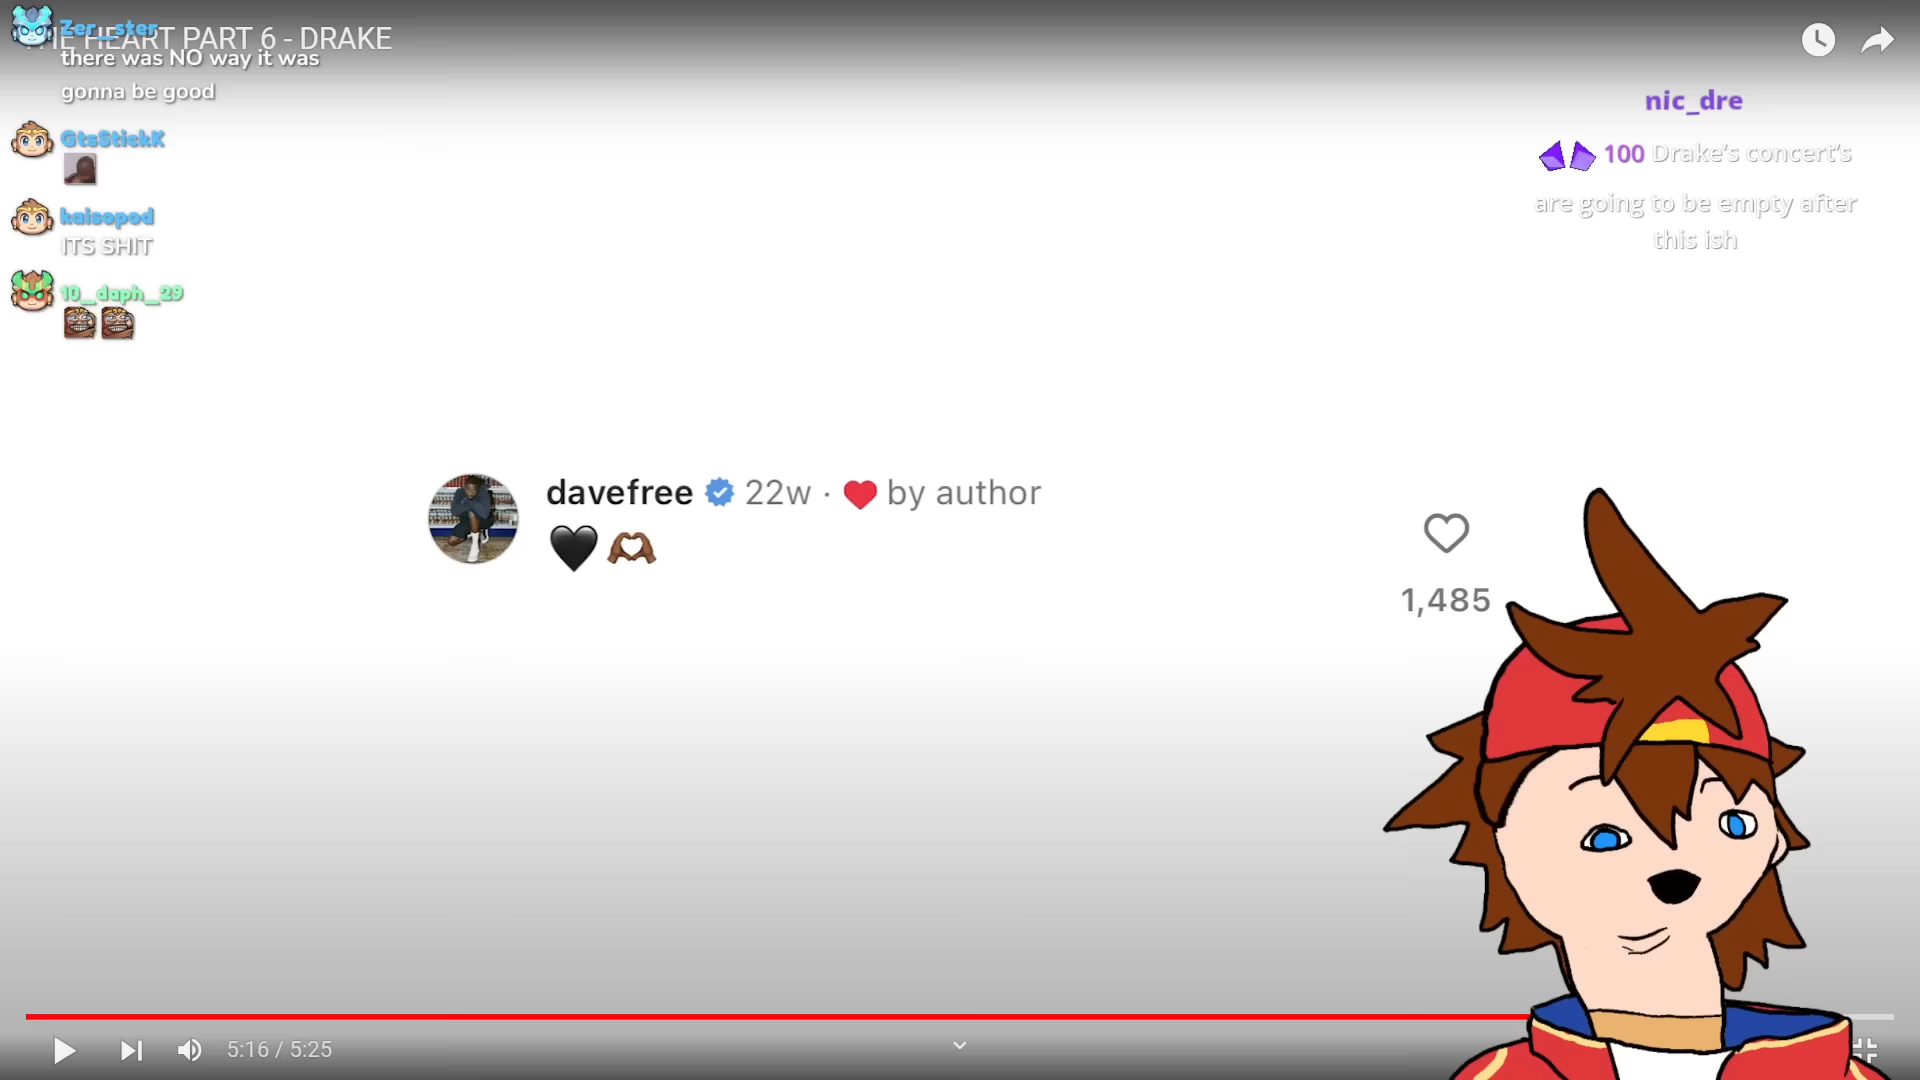 THE HEART PART 6 - DRAKE
Zer_ster
there was NO way it was
gonna be good
GtsStickK
kaisopod
ITS SHIT
10_daph_29
nic_dre
100 Drake's concert's
are going to be empty after
this ish
davefree 22w · ❤️ by author
🖤 🫶🏾
1,485
5:16 / 5:25